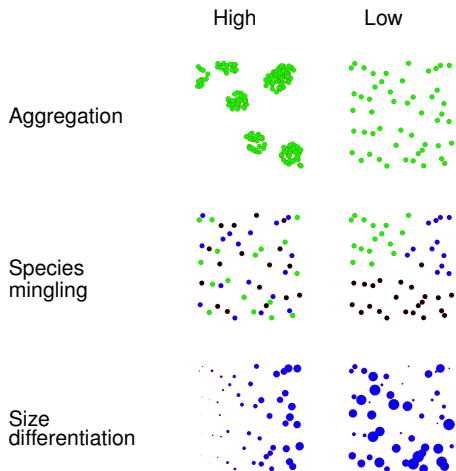 High Low
Aggregation
Species
mingling
Size
differentiation